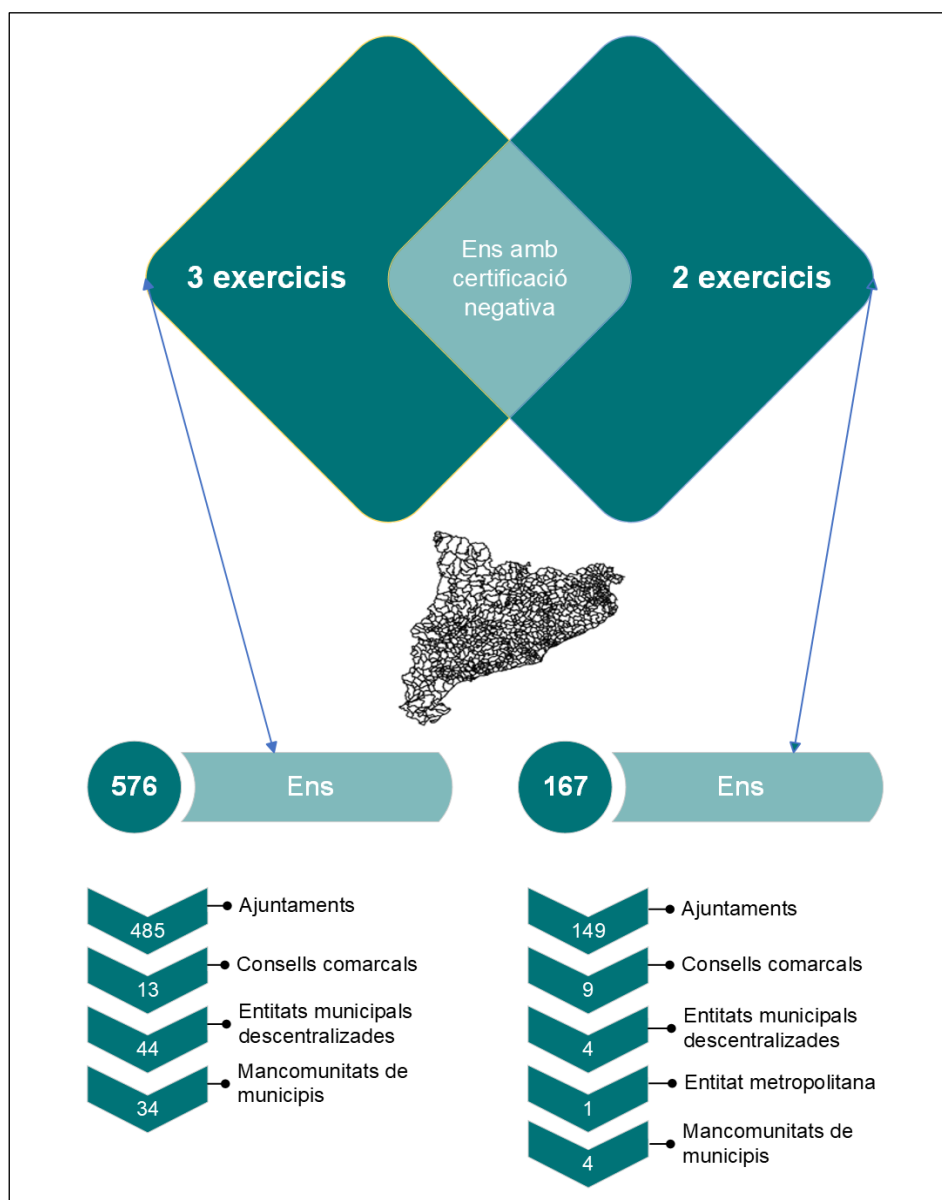 3 exercicis
Ens amb
certificació
negativa
2 exercicis
576
Ens
485
Ajuntaments
13
Consells comarcals
44
Entitats municipals
descentralizades
34
Mancomunitats de
municipis
167
Ens
149
Ajuntaments
9
Consells comarcals
4
Entitats municipals
descentralizades
1
Entitat metropolitana
4
Mancomunitats de
municipis